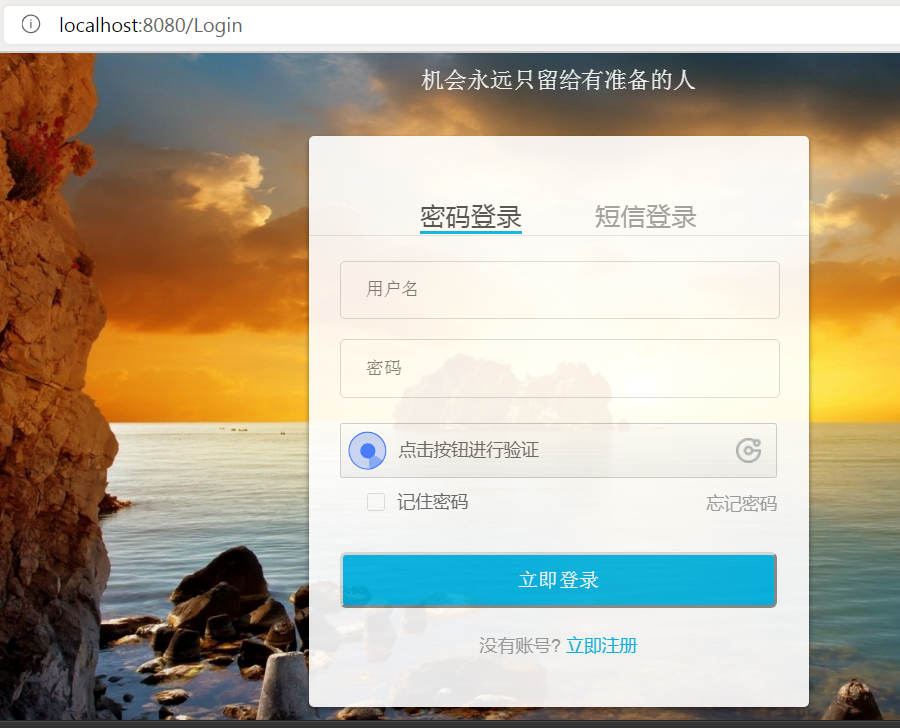 localhost:8080/Login
机会永远只留给有准备的人
密码登录 短信登录
用户名
密码
点击按钮进行验证
记住密码 忘记密码
立即登录
没有账号? 立即注册